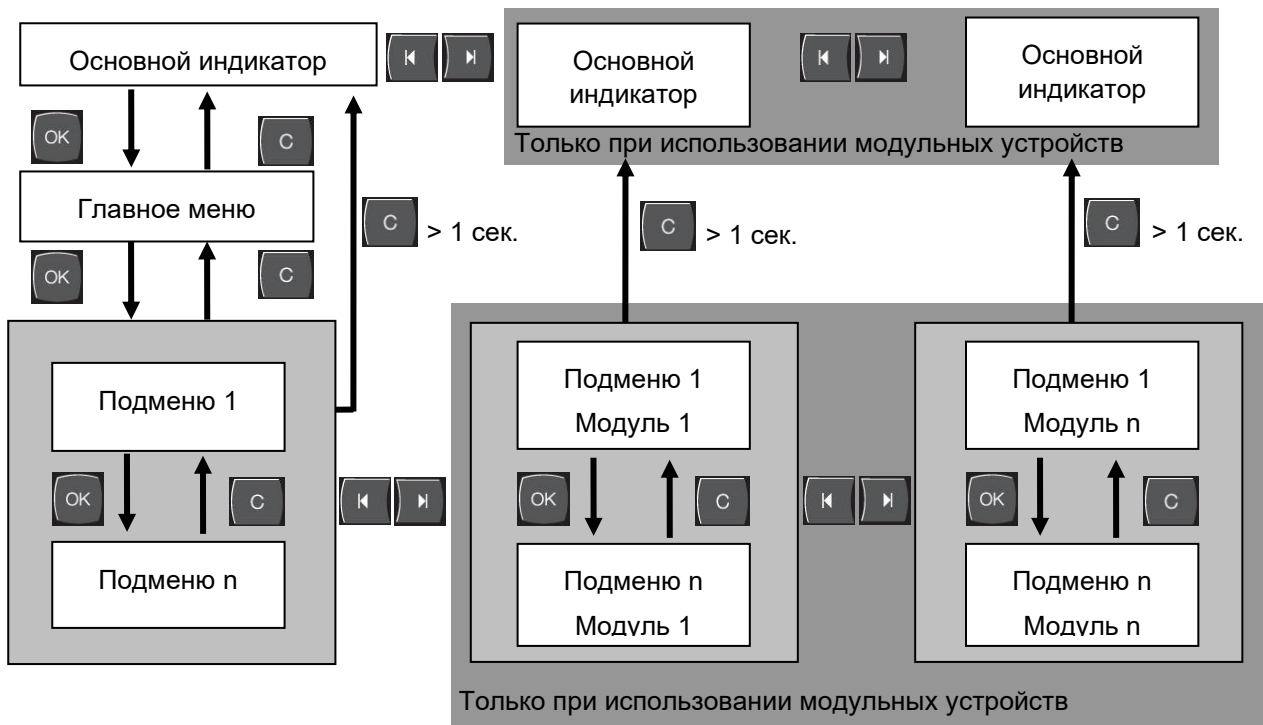 Основной индикатор
Основной
индикатор
Основной
индикатор
Только при использовании модульных устройств
OK
C
Главное меню
C
> 1 сек.
C
> 1 сек.
C
> 1 сек.
OK
C
Подменю 1
Подменю 1
Модуль 1
Подменю 1
Модуль n
OK
C
OK
C
OK
C
Подменю n
Подменю n
Модуль 1
Подменю n
Модуль n
Только при использовании модульных устройств